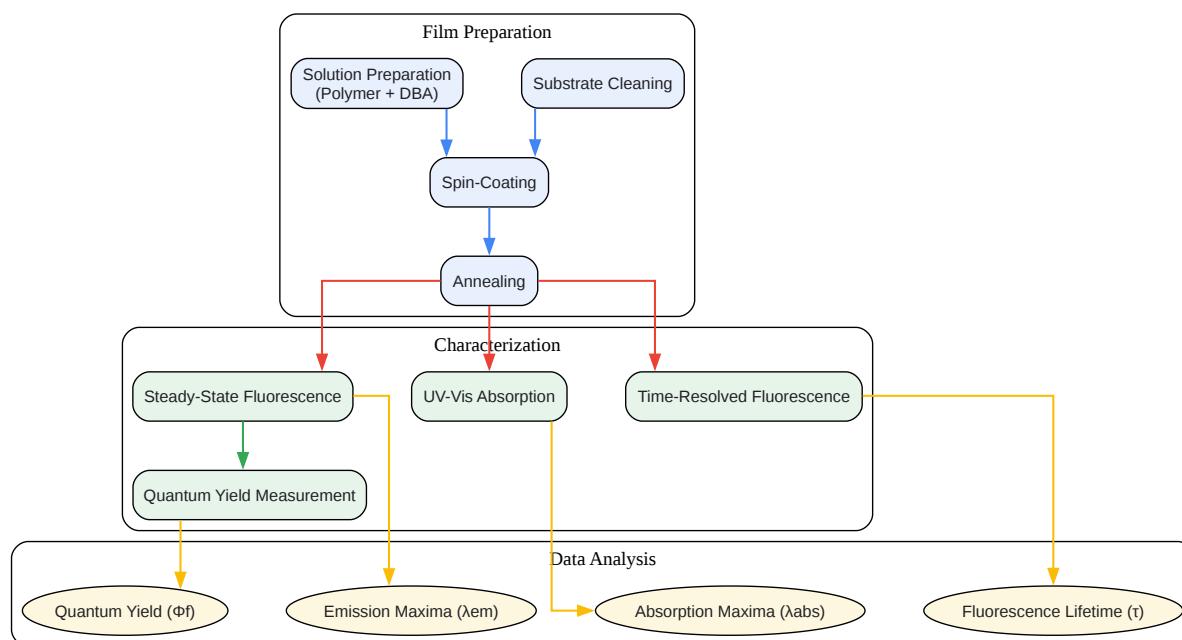 Film Preparation
Solution Preparation
(Polymer + DBA)
Substrate Cleaning
Spin-Coating
Annealing
Characterization
Steady-State Fluorescence
UV-Vis Absorption
Time-Resolved Fluorescence
Quantum Yield Measurement
Data Analysis
Quantum Yield (Φf)
Emission Maxima (λem)
Absorption Maxima (λabs)
Fluorescence Lifetime (τ)